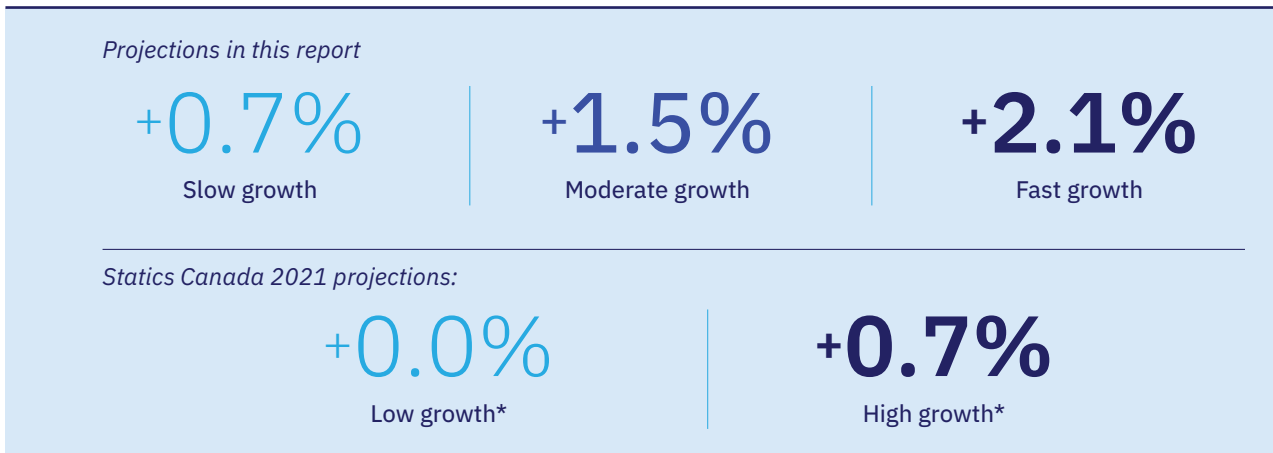 Projections in this report
+0.7%
Slow growth
+1.5%
Moderate growth
+2.1%
Fast growth
Statics Canada 2021 projections:
+0.0%
Low growth*
+0.7%
High growth*